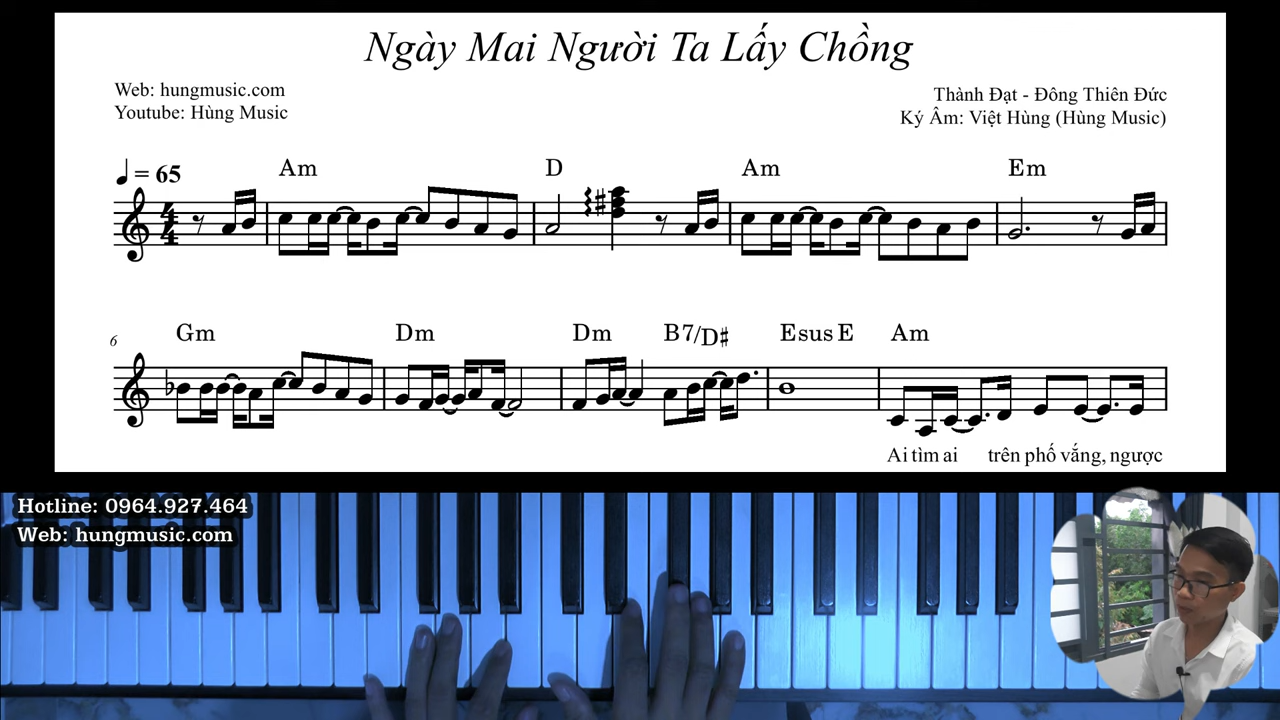 Ngày Mai Người Ta Lấy Chồng
Web: hungmusic.com
Youtube: Hùng Music
Thành Đạt - Đông Thiên Đức
Ký Âm: Việt Hùng (Hùng Music)
= 65
Am D Am Em
4
4
6
Gm Dm Dm B7/D# Esus E Am
Ai tìm ai trên phố vắng, ngược
Hotline: 0964.927.464
Web: hungmusic.com